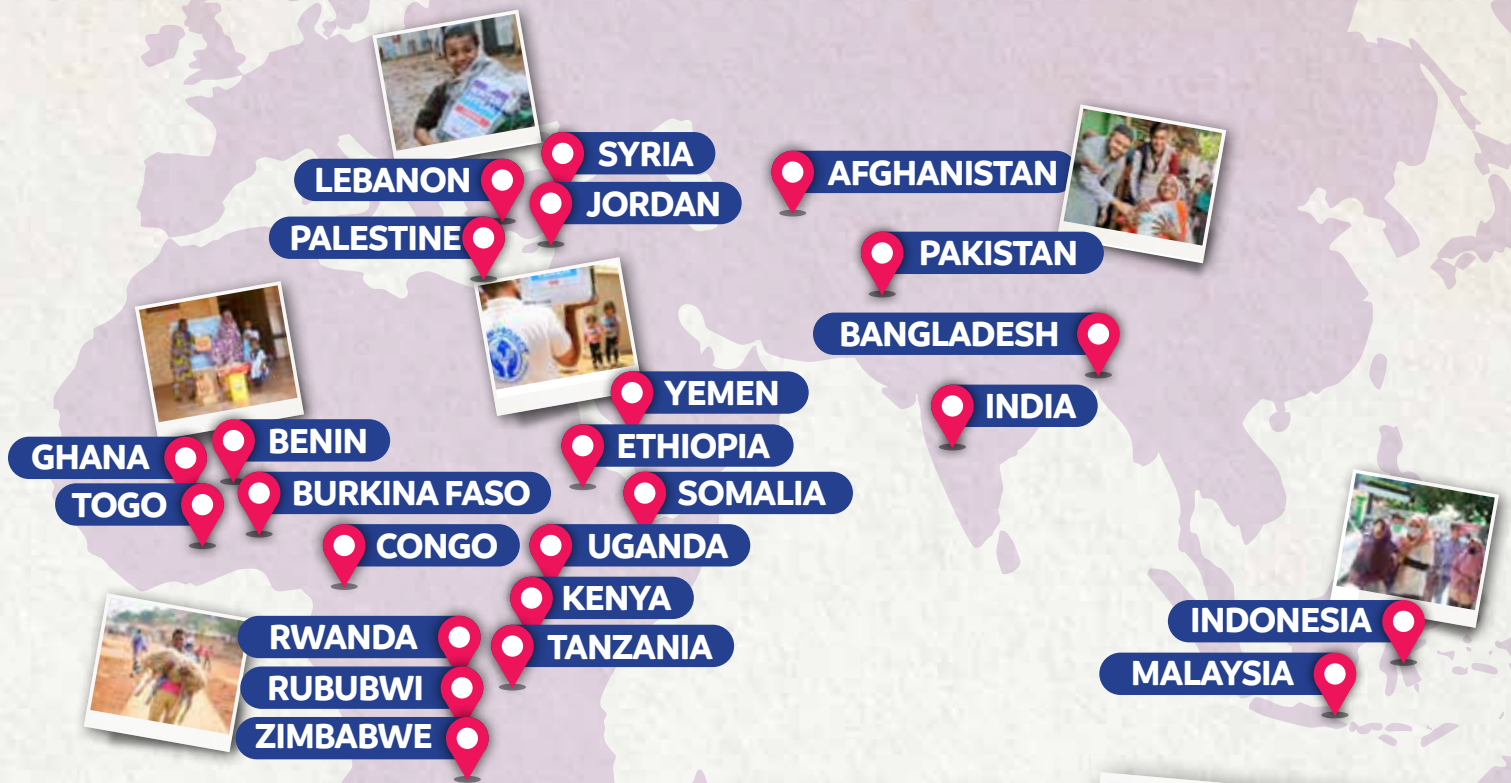 SYRIA
LEBANON
JORDAN
PALESTINE
AFGHANISTAN
PAKISTAN
BANGLADESH
INDIA
YEMEN
ETHIOPIA
SOMALIA
BENIN
GHANA
BURKINA FASO
TOGO
CONGO
UGANDA
KENYA
TANZANIA
RWANDA
RUBUBWI
ZIMBABWE
INDONESIA
MALAYSIA